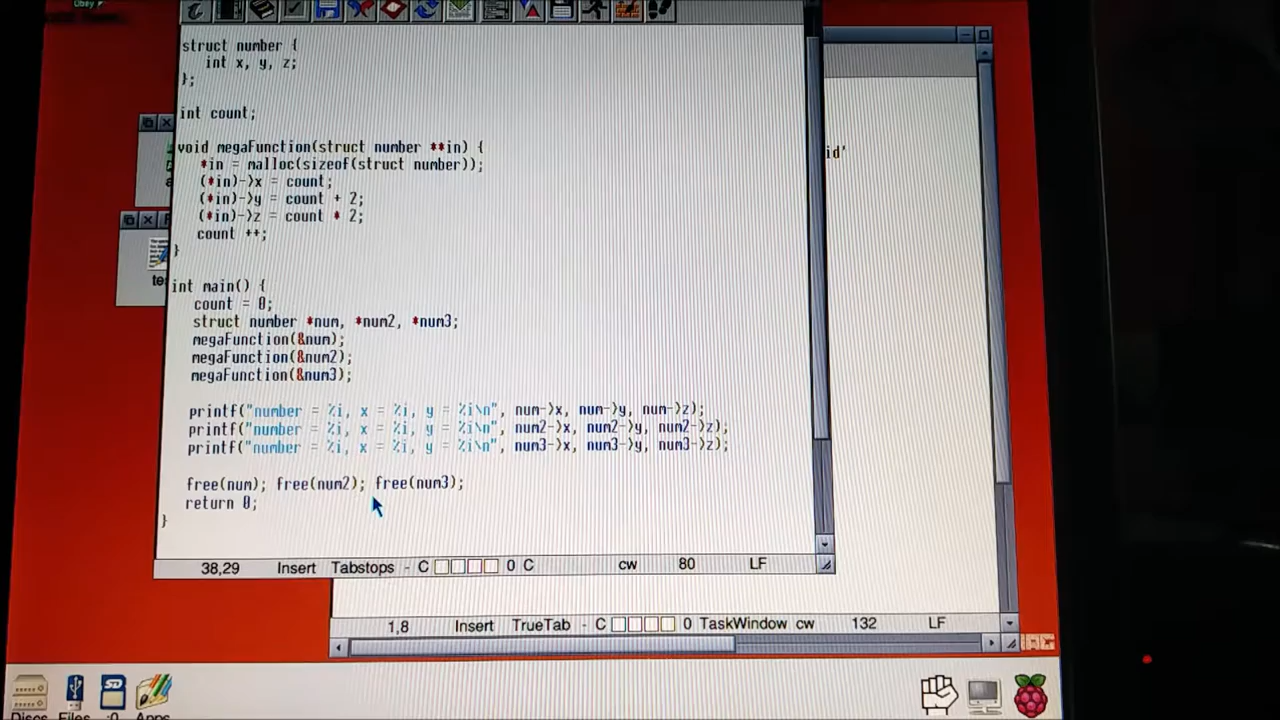 Obey
struct number {
int x, y, z;
};
int count;
void megaFunction(struct number **in) {
*in = malloc(sizeof(struct number));
(*in)->x = count;
(*in)->y = count + 2;
(*in)->z = count * 2;
count ++;
}
int main() {
count = 0;
struct number *num, *num2, *num3;
megaFunction(&num);
megaFunction(&num2);
megaFunction(&num3);
printf("number = %i, x = %i, y = %i\n", num->x, num->y, num->z);
printf("number = %i, x = %i, y = %i\n", num2->x, num2->y, num2->z);
printf("number = %i, x = %i, y = %i\n", num3->x, num3->y, num3->z);
free(num); free(num2); free(num3);
return 0;
}
id'
te
38,29 Insert Tabstops - C 0 C cw 80 LF
1,8 Insert TrueTab - C 0 TaskWindow cw 132 LF
SD
Discs Files :0 Apps